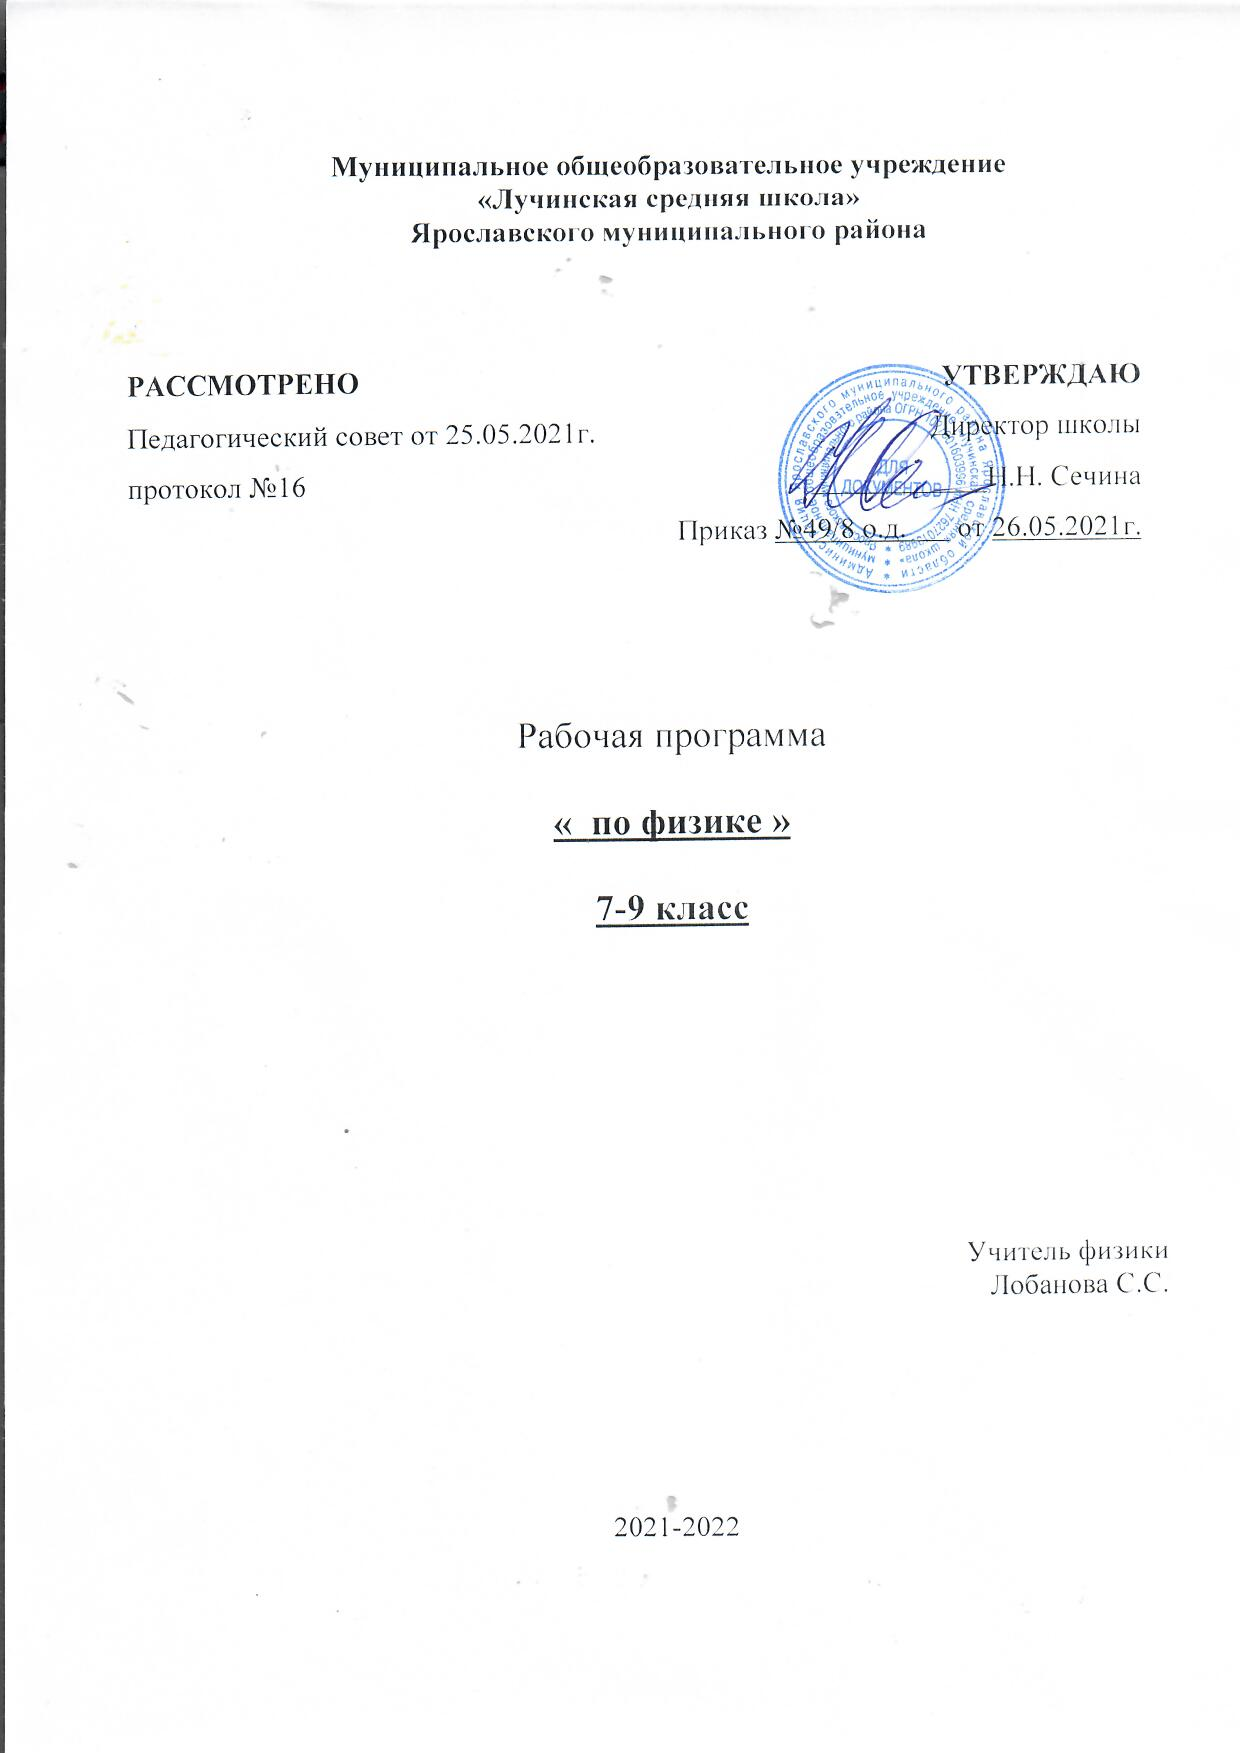 Муниципальное общеобразовательное учреждение
«Лучинская средняя школа»
Ярославского муниципального района
РАССМОТРЕНО
Педагогический совет от 25.05.2021г.
протокол №16
УТВЕРЖДАЮ
Директор школы
Н.Н. Сечина
Приказ №49/8 о.д. от 26.05.2021г.
ДЛЯ
ДОКУМЕНТОВ
Рабочая программа
« по физике »
7-9 класс
Учитель физики
Лобанова С.С.
2021-2022